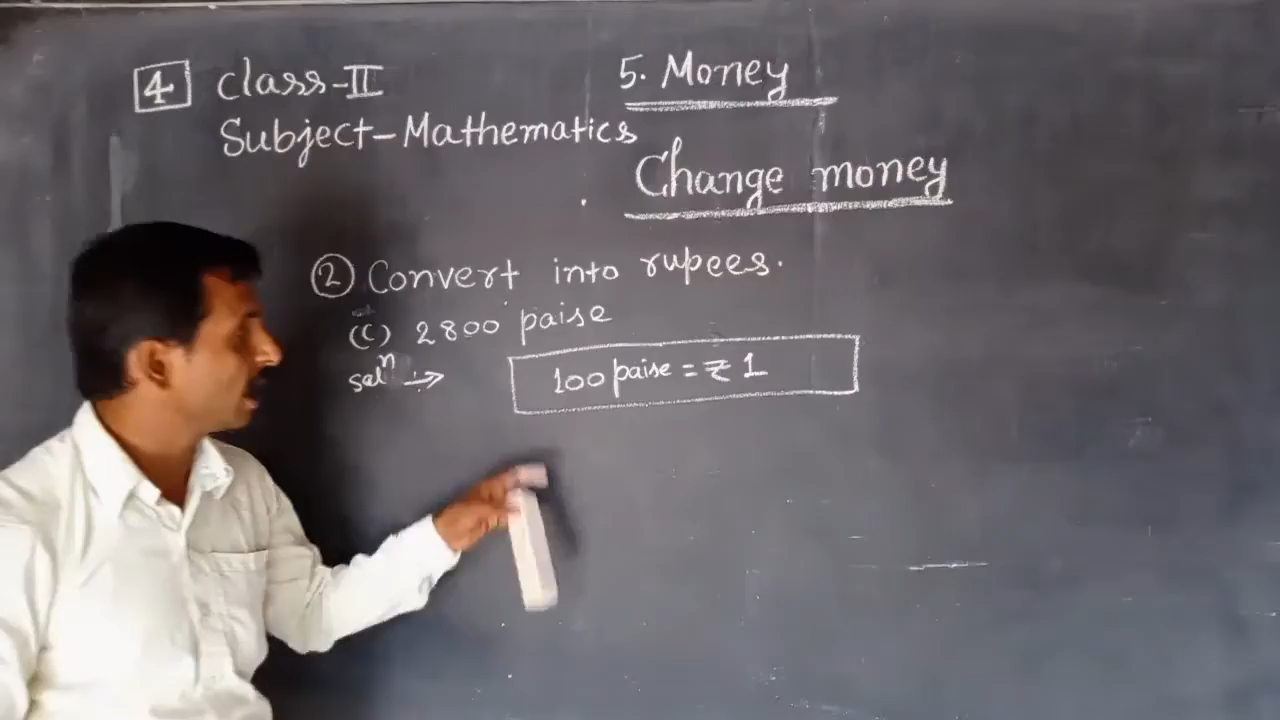 4 Class-II
Subject-Mathematics
5. Money
Change money
② Convert into rupees.
(C) 2800 paise
solⁿ :→
100 paise = ₹ 1